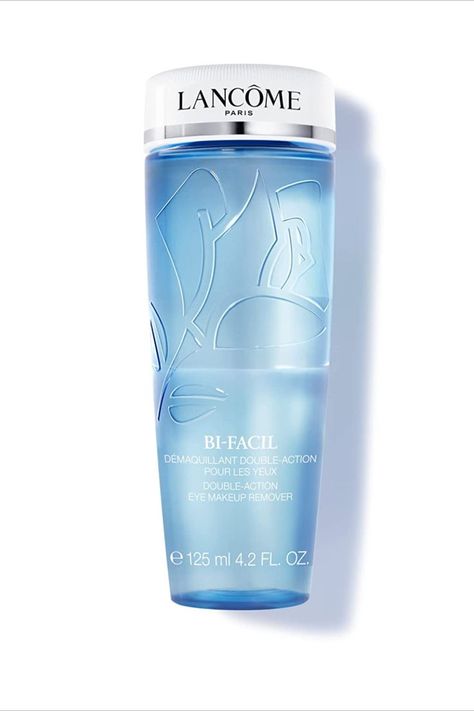 LANCÔME
PARIS
BI-FACIL
DÉMAQUILLANT DOUBLE-ACTION
POUR LES YEUX
DOUBLE-ACTION
EYE MAKEUP REMOVER
℮ 125 ml 4.2 FL. OZ.